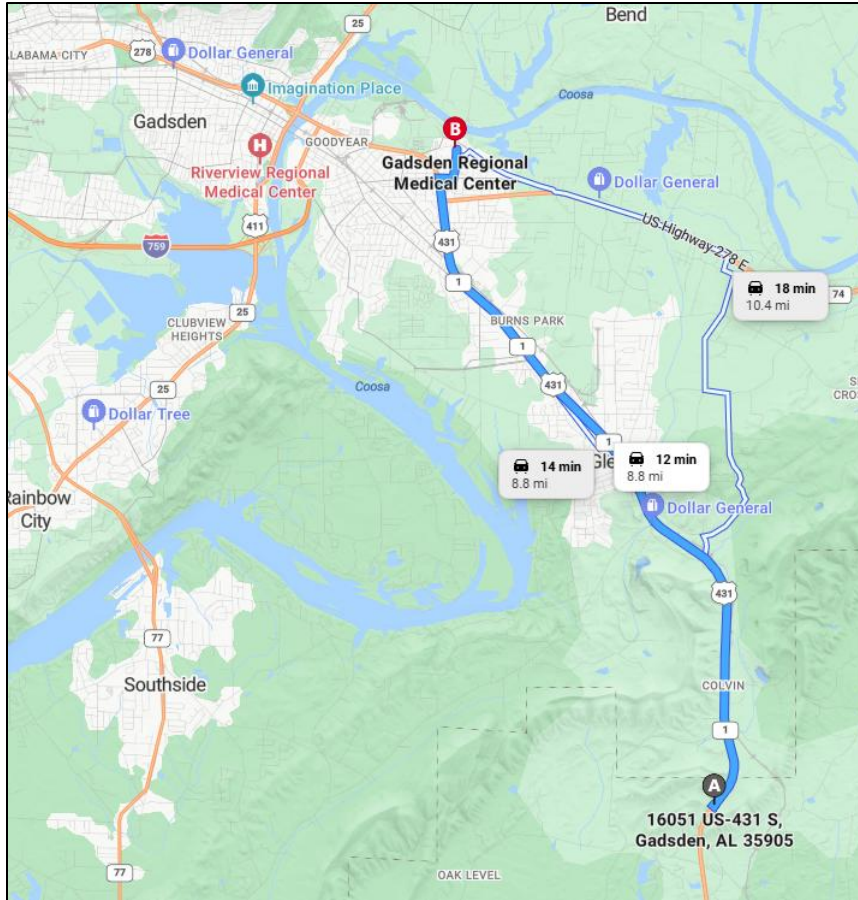 Bend
25
ALABAMA CITY
278
Dollar General
Imagination Place
Coosa
Gadsden
GOODYEAR
B
H
Riverview Regional
Medical Center
Gadsden Regional
Medical Center
Dollar General
411
431
US Highway 278 E
759
18 min
10.4 mi
74
1
25
CLUBVIEW
HEIGHTS
BURNS PARK
1
Coosa
25
431
Dollar Tree
1
14 min
8.8 mi
Gle
12 min
8.8 mi
Rainbow
City
Dollar General
431
77
Southside
COLVIN
1
A
16051 US-431 S,
Gadsden, AL 35905
77
OAK LEVEL